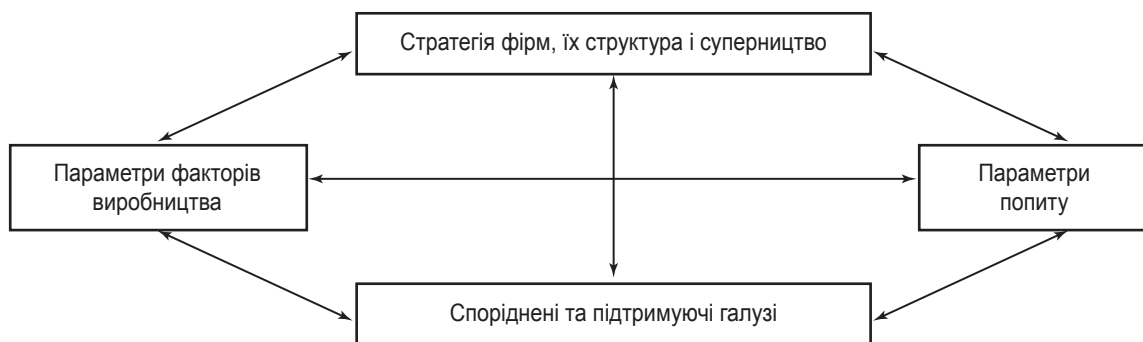 Стратегія фірм, їх структура і суперництво
Параметри факторів
виробництва
Параметри
попиту
Споріднені та підтримуючі галузі